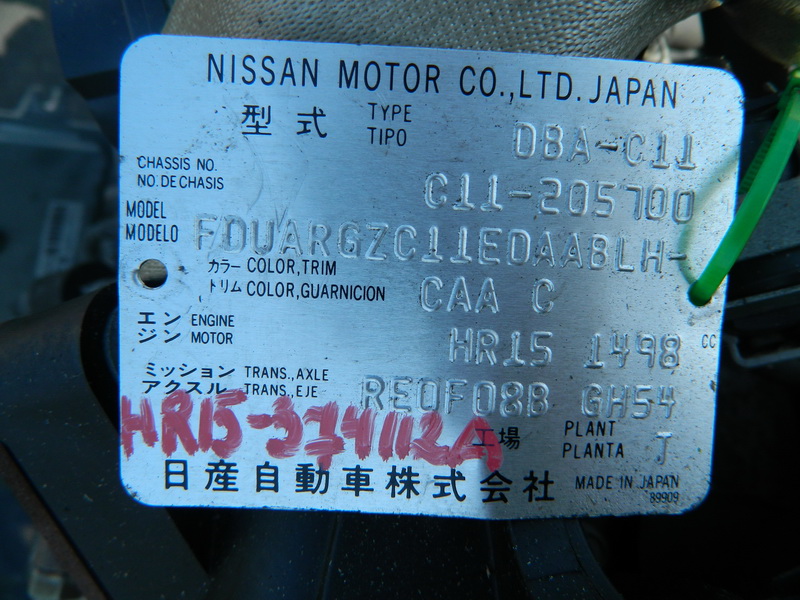 NISSAN MOTOR CO.,LTD. JAPAN
型式 TYPE TIPO DBA-C11
CHASSIS NO. NO. DE CHASIS C11-205700
MODEL MODELO FDUARGZC11EDAABLH-
カラー COLOR,TRIM トリム COLOR,GUARNICION CAA C
エンジン ENGINE MOTOR HR15 1498 CC
ミッション TRANS.,AXLE アクスル TRANS.,EJE RE0F08B GH54
HR15-374112A
工場 PLANT PLANTA J
日産自動車株式会社 MADE IN JAPAN
89909